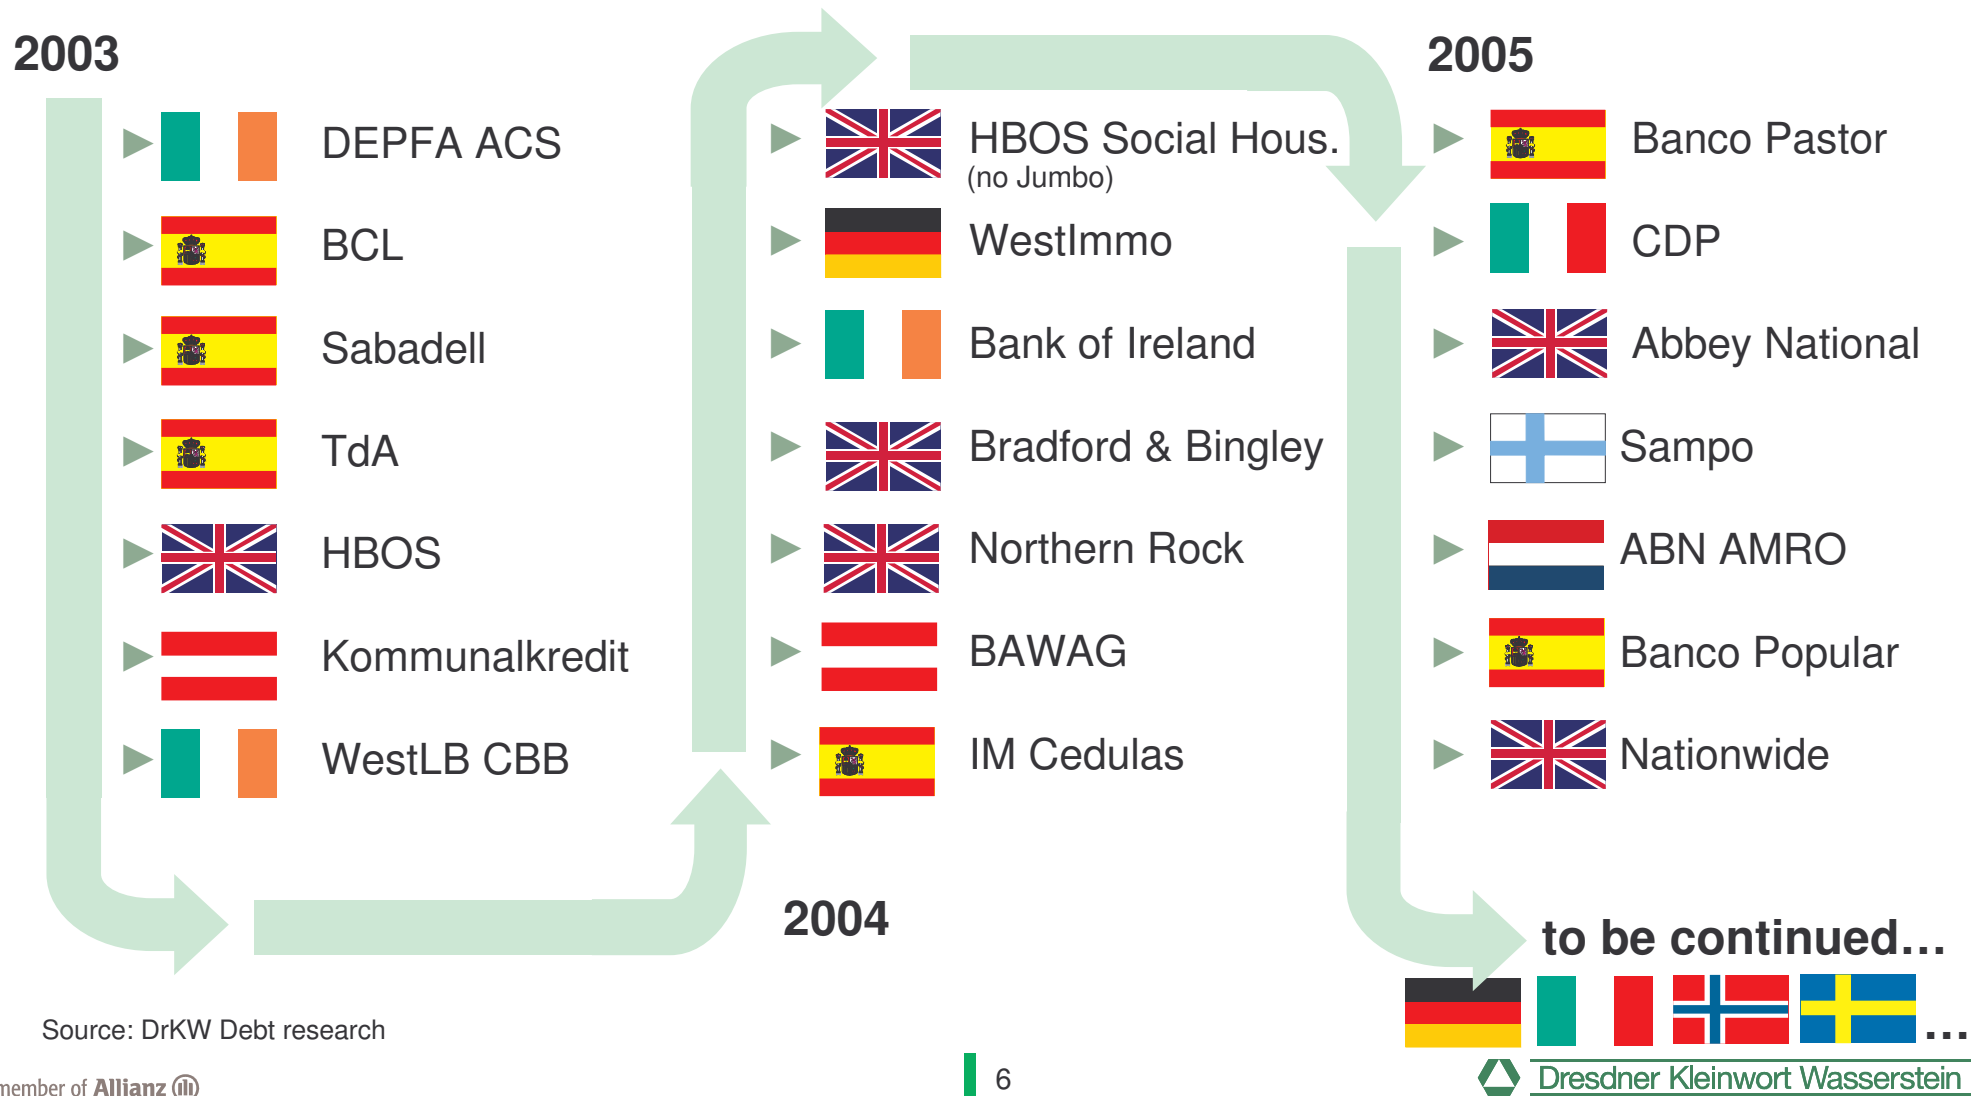 2003
DEPFA ACS
BCL
Sabadell
TdA
HBOS
Kommunalkredit
WestLB CBB
2004
HBOS Social Hous.
(no Jumbo)
WestImmo
Bank of Ireland
Bradford & Bingley
Northern Rock
BAWAG
IM Cedulas
2005
Banco Pastor
CDP
Abbey National
Sampo
ABN AMRO
Banco Popular
Nationwide
to be continued...
...
Source: DrKW Debt research
member of Allianz
6
Dresdner Kleinwort Wasserstein